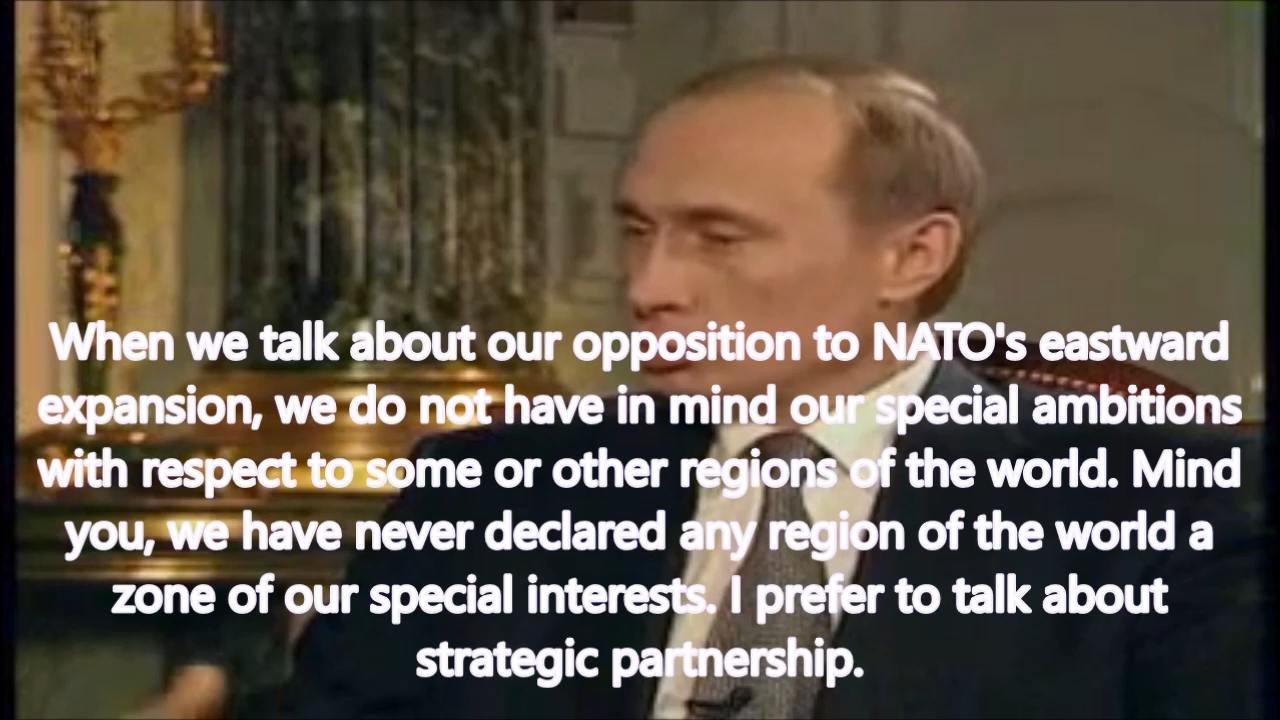 When we talk about our opposition to NATO's eastward
expansion, we do not have in mind our special ambitions
with respect to some or other regions of the world. Mind
you, we have never declared any region of the world a
zone of our special interests. I prefer to talk about
strategic partnership.